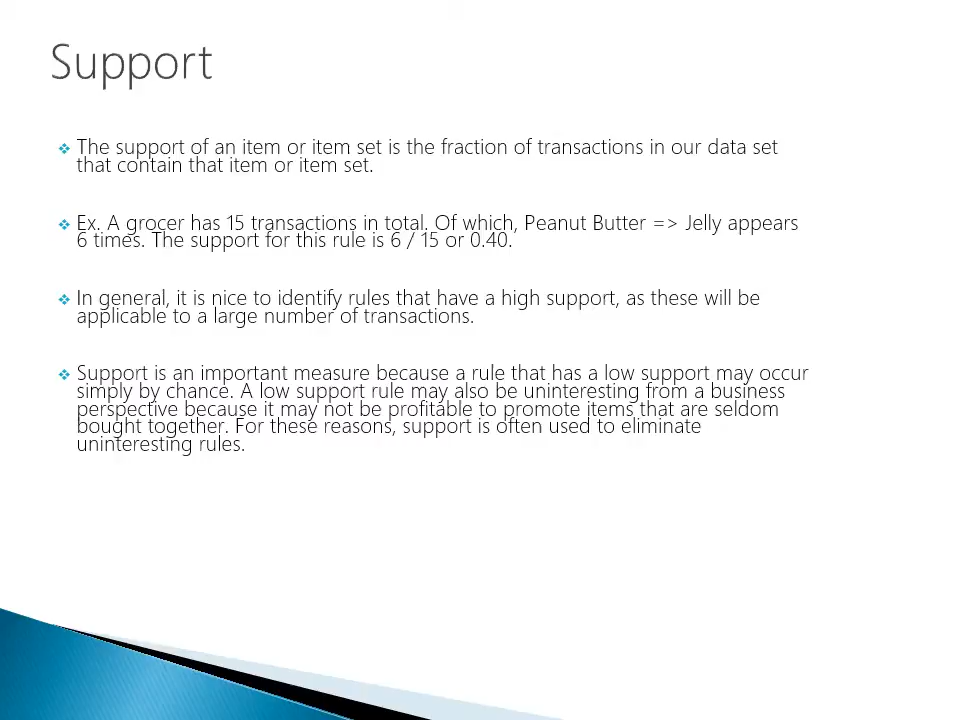 Support
The support of an item or item set is the fraction of transactions in our data set
that contain that item or item set.
Ex. A grocer has 15 transactions in total. Of which, Peanut Butter => Jelly appears
6 times. The support for this rule is 6 / 15 or 0.40.
In general, it is nice to identify rules that have a high support, as these will be
applicable to a large number of transactions.
Support is an important measure because a rule that has a low support may occur
simply by chance. A low support rule may also be uninteresting from a business
perspective because it may not be profitable to promote items that are seldom
bought together. For these reasons, support is often used to eliminate
uninteresting rules.